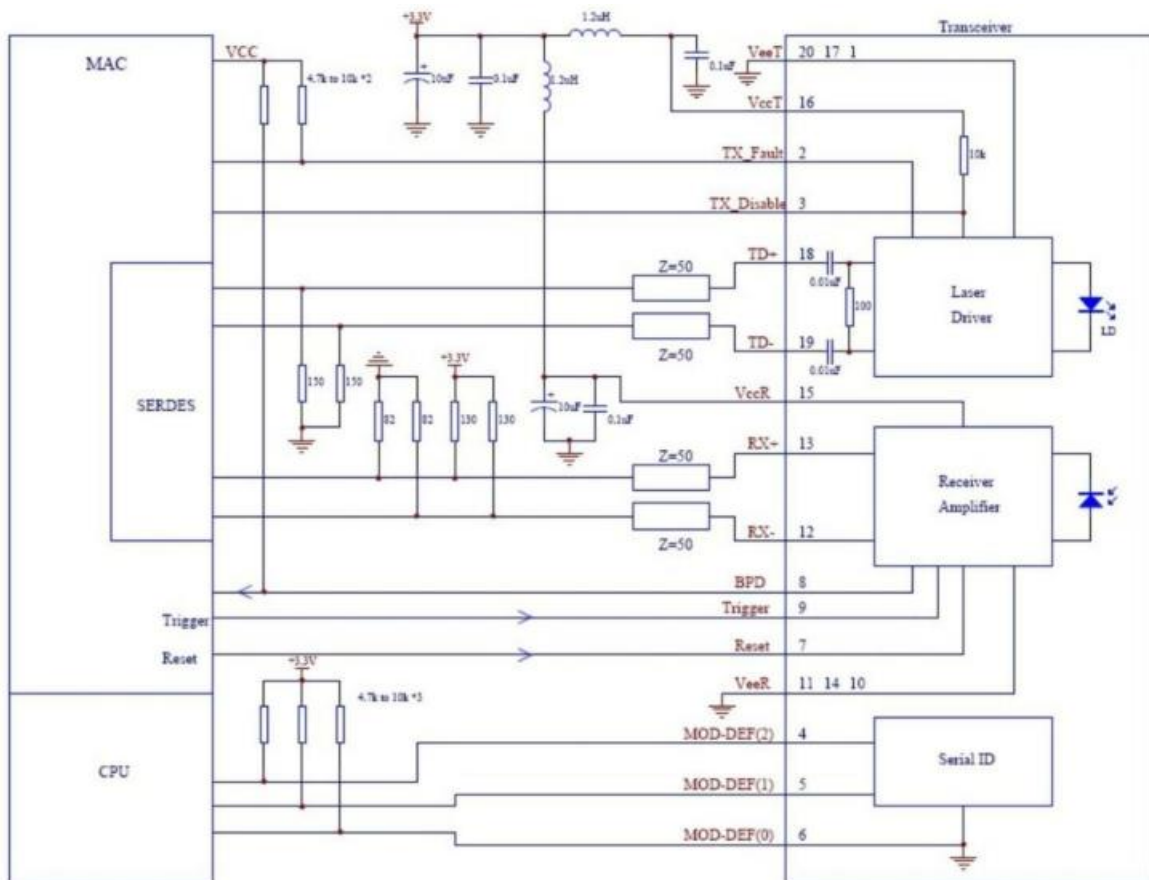 +3.3V
1.2uH
Transceiver
MAC
VCC
4.7k to 10k *2
10uF
0.1uF
1.2uH
0.1uF
VeeT
20 17 1
VccT
16
10k
TX_Fault
2
TX_Disable
3
TD+
18
Z=50
0.01uF
100
Laser
Driver
LD
Z=50
TD-
19
0.01uF
150
150
+3.3V
82
82
130
130
10uF
0.1uF
VccR
15
SERDES
Z=50
RX+
13
Receiver
Amplifier
Z=50
RX-
12
BPD
8
Trigger
Trigger
9
Reset
Reset
7
+3.3V
4.7k to 10k *3
VeeR
11 14 10
MOD-DEF(2)
4
CPU
Serial ID
MOD-DEF(1)
5
MOD-DEF(0)
6